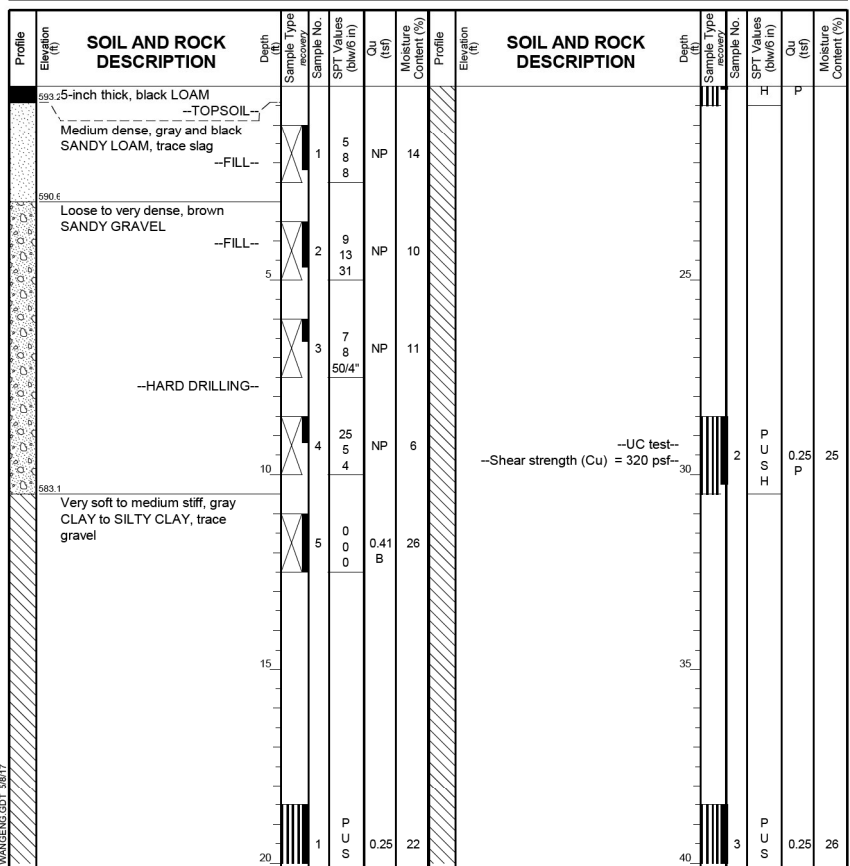 Profile
Elevation (ft)
SOIL AND ROCK DESCRIPTION
Depth (ft)
Sample Type recovery
Sample No.
SPT Values (blw/6 in)
Qu (tsf)
Moisture Content (%)
593.2 5-inch thick, black LOAM
--TOPSOIL--
Medium dense, gray and black
SANDY LOAM, trace slag
--FILL--
1
5
8
8
NP
14
590.6
Loose to very dense, brown
SANDY GRAVEL
--FILL--
2
9
13
31
NP
10
5
3
7
8
50/4"
NP
11
--HARD DRILLING--
4
25
5
4
NP
6
10
583.1
Very soft to medium stiff, gray
CLAY to SILTY CLAY, trace
gravel
5
0
0
0
0.41
B
26
15
1
P
U
S
0.25
22
20
WANGENG.GDT 5/8/17
Profile
Elevation (ft)
SOIL AND ROCK DESCRIPTION
Depth (ft)
Sample Type recovery
Sample No.
SPT Values (blw/6 in)
Qu (tsf)
Moisture Content (%)
H
P
25
--UC test--
--Shear strength (Cu) = 320 psf--
2
P
U
S
H
0.25
P
25
30
35
3
P
U
S
0.25
26
40